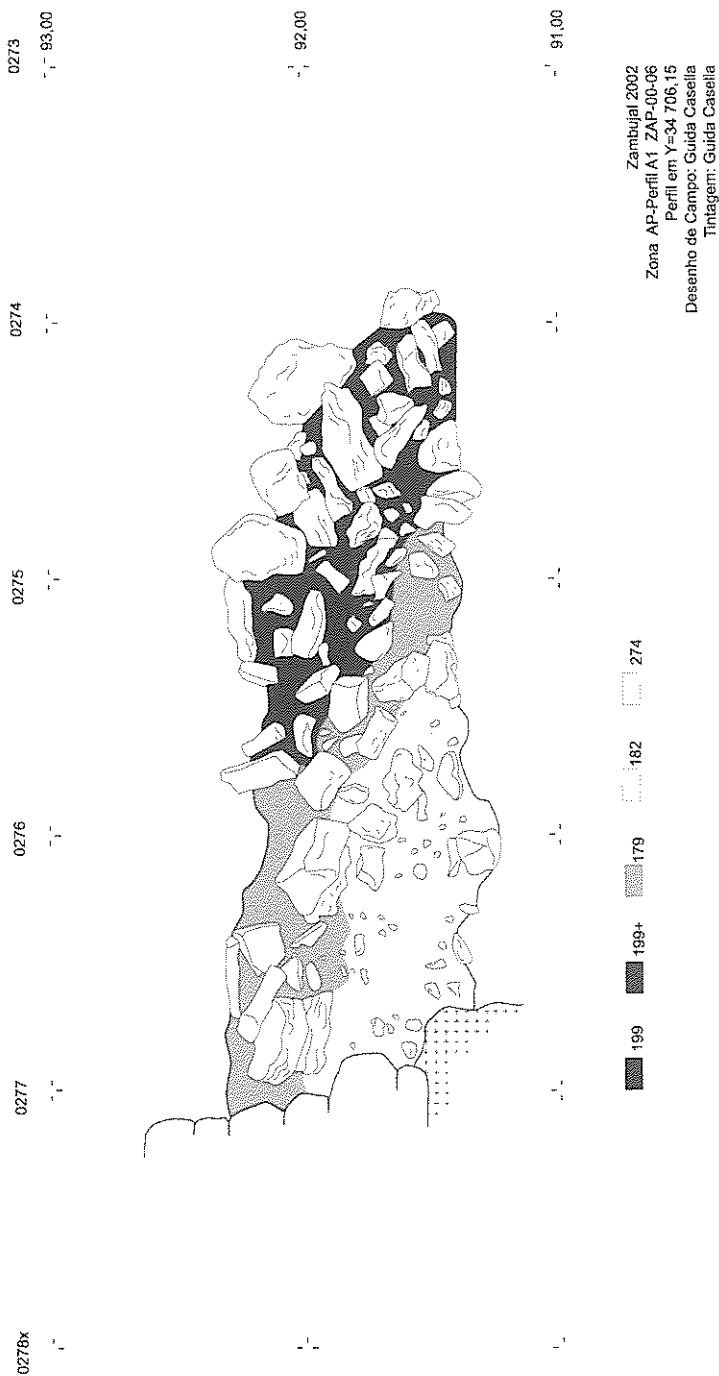 0278x 0277 0276 0275 0274 0273
93,00
92,00
91,00
199 199+ 179 182 274
Zambujal 2002
Zona AP-Perfil A1 ZAP-00-06
Perfil em Y=34 706,15
Desenho de Campo: Guida Casella
Tintagem: Guida Casella